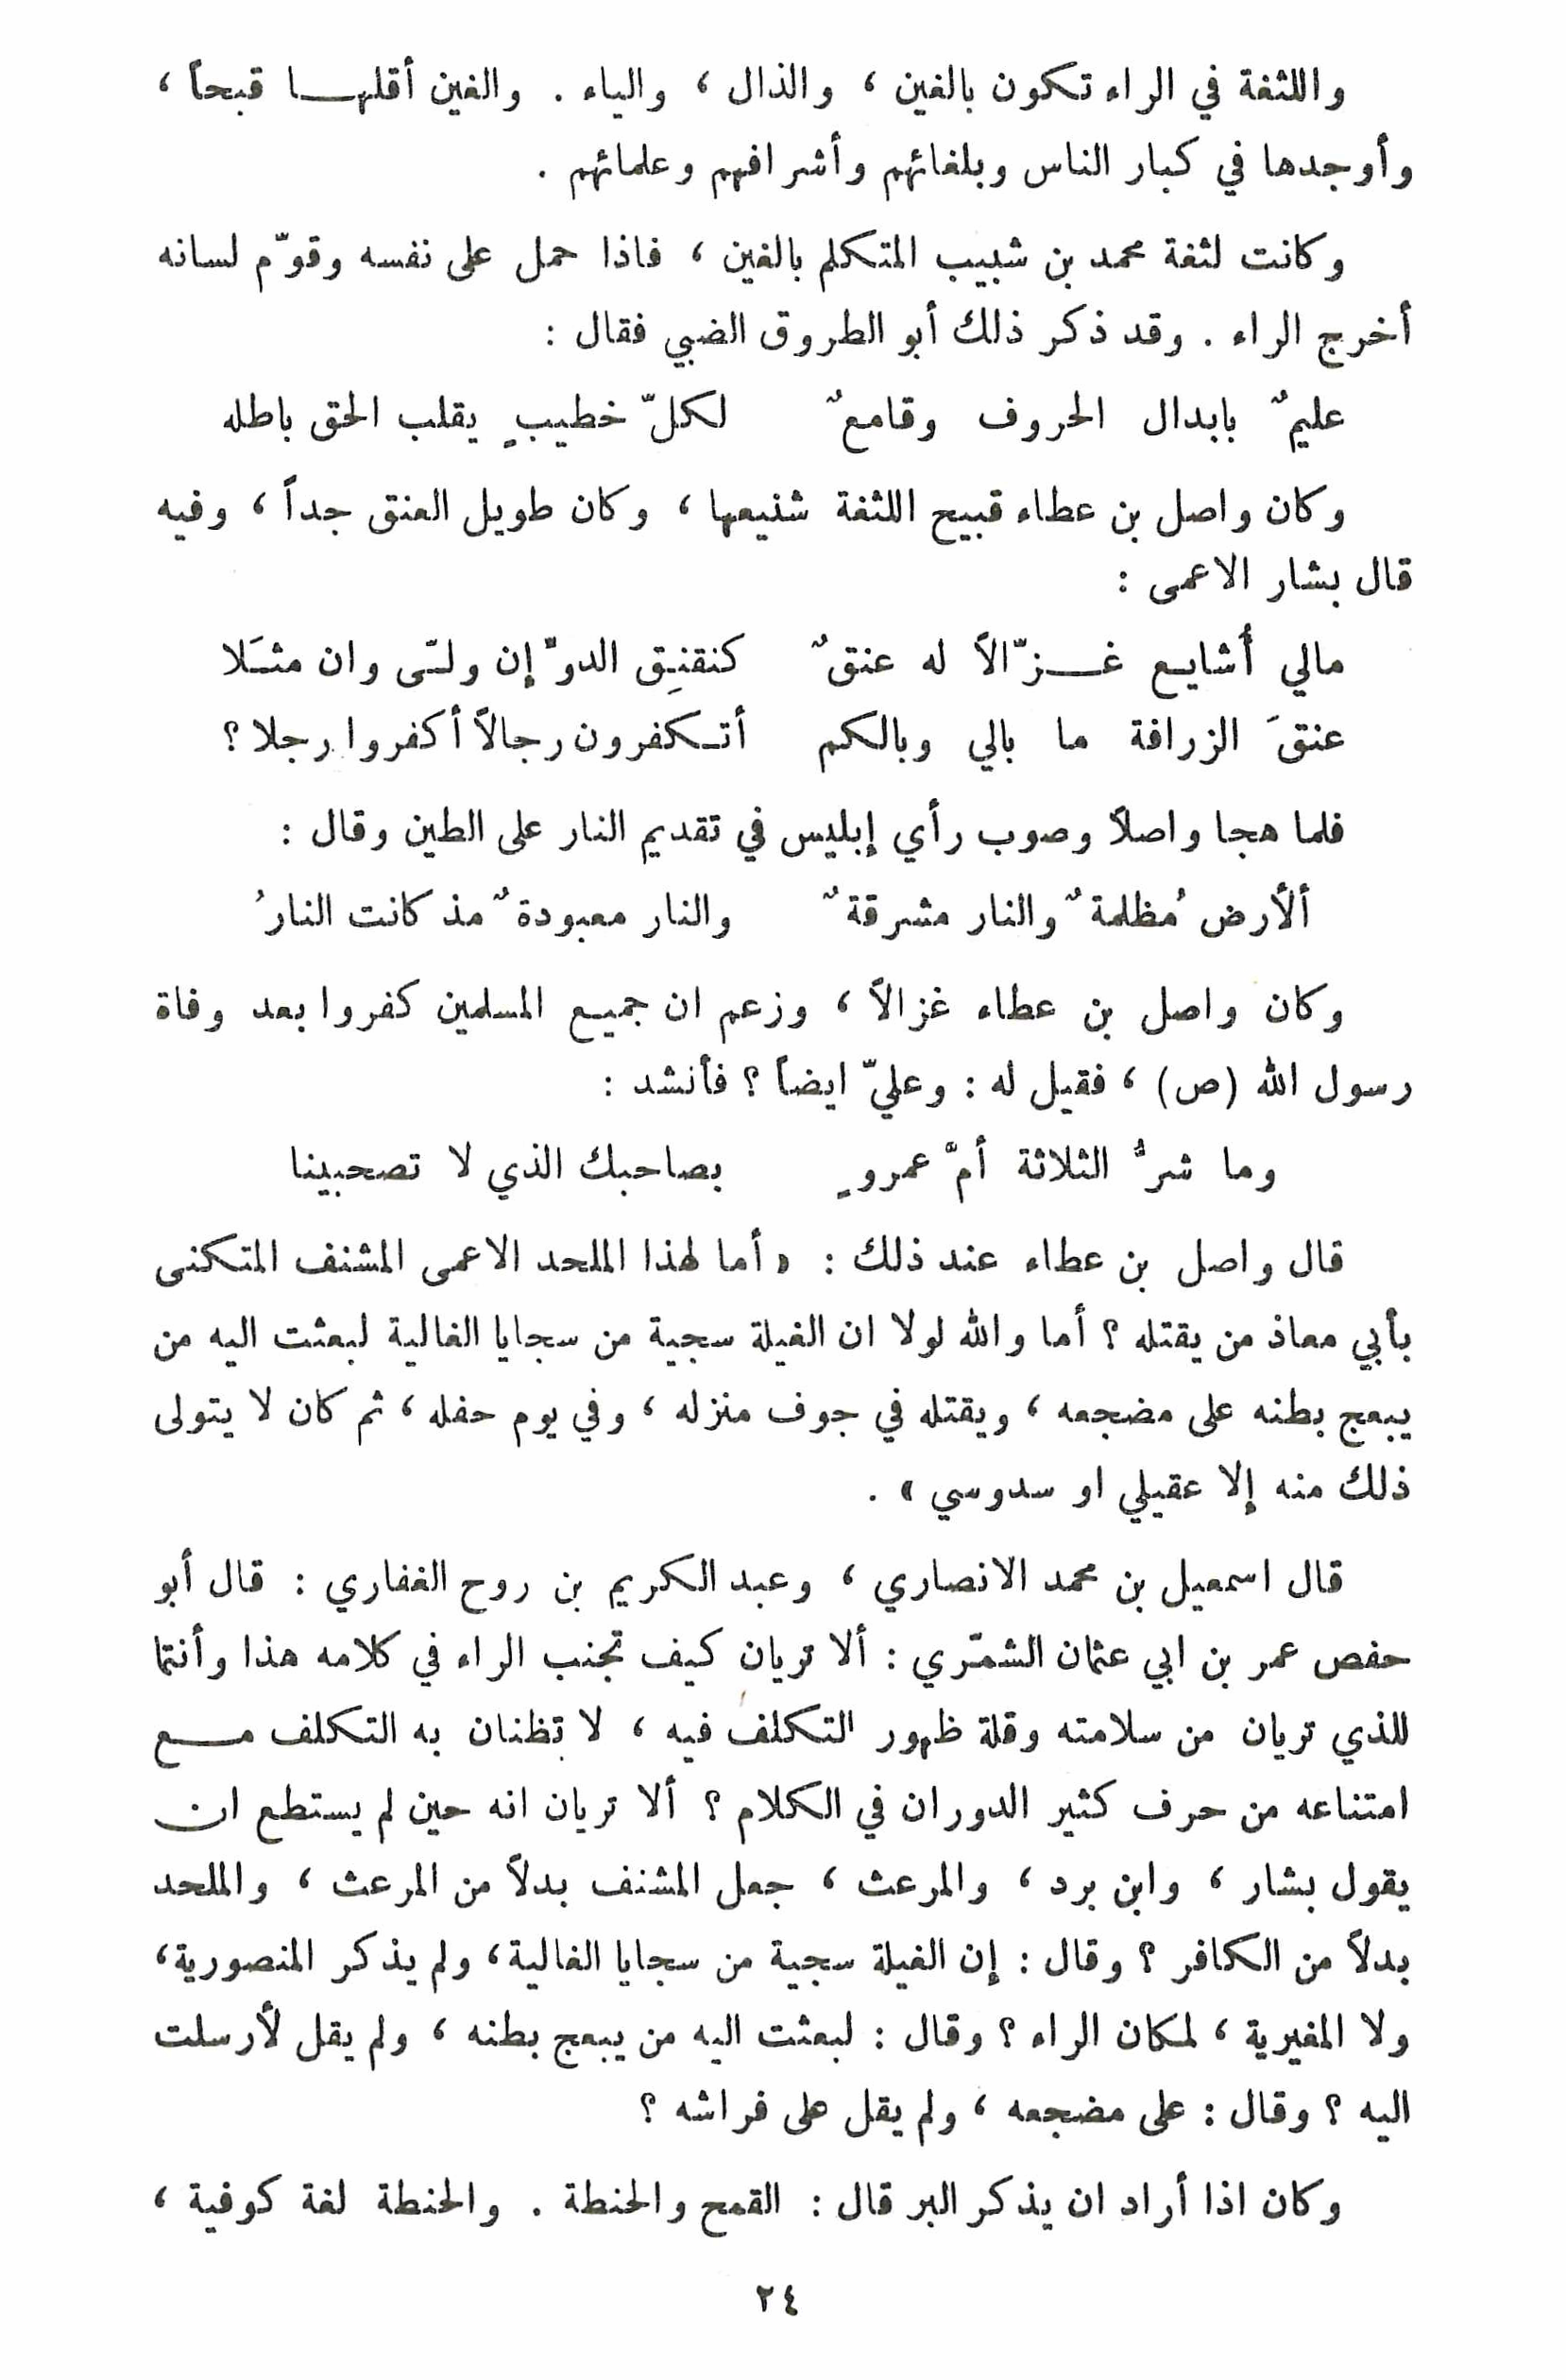 واللثغة في الراء تكون بالغين ، والذال ، والياء . والغين أقلهـــا قبحاً ،
وأوجدها في كبار الناس وبلغائهم وأشرافهم وعلمائهم .
وكانت لثغة محمد بن شبيب المتكلم بالغين ، فاذا حمل على نفسه وقوّم لسانه
أخرج الراء . وقد ذكر ذلك أبو الطروق الضبي فقال :
عليمٌ بابدال الحروف وقامعٌ لكلّ خطيبٍ يقلب الحق باطله
وكان واصل بن عطاء قبيح اللثغة شنيعها ، وكان طويل العنق جداً ، وفيه
قال بشار الاعمى :
مالي أُشايـع غـــزّالاً له عنقٌ كنقنِـق الدوّ إن ولـّى وان مثـَلا
عنقَ الزرافة ما بالي وبالكم أتـكفرون رجالاً أكفروا رجلا ؟
فلما هجا واصلاً وصوب رأي إبليس في تقديم النار على الطين وقال :
ألأرض مُظلمةٌ والنار مشرقةٌ والنار معبودةٌ مذ كانت النارُ
وكان واصل بن عطاء غزالاً ، وزعم ان جميـع المسلمين كفروا بعد وفاة
رسول الله (ص) ، فقيل له : وعليّ ايضاً ؟ فأنشد :
وما شرُّ الثلاثة أمَّ عمروٍ بصاحبك الذي لا تصحبينا
قال واصل بن عطاء عند ذلك : « أما لهذا الملحد الاعمى المشنف المتكنى
بأبي معاذ من يقتله ؟ أما والله لولا ان الغيلة سجية من سجايا الغالية لبعثت اليه من
يبعج بطنه على مضجعه ، ويقتله في جوف منزله ، وفي يوم حفله ، ثم كان لا يتولى
ذلك منه إلا عقيلي او سدوسي » .
قال اسمعيل بن محمد الانصاري ، وعبد الكريم بن روح الغفاري : قال أبو
حفص عمر بن ابي عثمان الشمّري : ألا تريان كيف تجنب الراء في كلامه هذا وأنتما
للذي تريان من سلامته وقلة ظهور التكلف فيه ، لا تظنان به التكلف مـــع
امتناعه من حرف كثير الدوران في الكلام ؟ ألا تريان انه حين لم يستطع ان
يقول بشار ، وابن برد ، والمرعث ، جعل المشنف بدلاً من المرعث ، والملحد
بدلاً من الكافر ؟ وقال : إن الغيلة سجية من سجايا الغالية ، ولم يذكر المنصورية ،
ولا المغيرية ، لمكان الراء ؟ وقال : لبعثت اليه من يبعج بطنه ، ولم يقل لأرسلت
اليه ؟ وقال : على مضجعه ، ولم يقل على فراشه ؟
وكان اذا أراد ان يذكر البر قال : القمح والحنطة . والحنطة لغة كوفية ،
٢٤